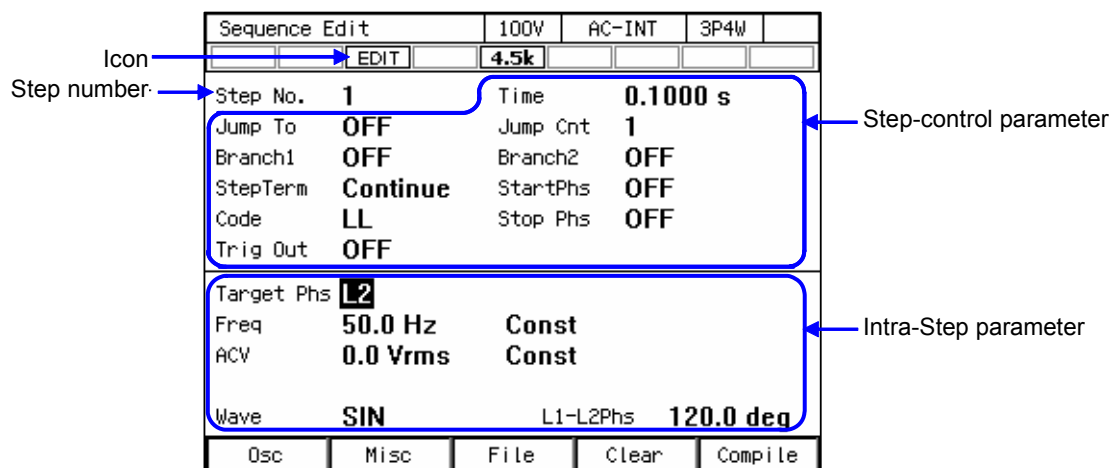 Sequence Edit 100V AC-INT 3P4W
Icon EDIT 4.5k
Step number Step No. 1 Time 0.1000 s
Jump To OFF Jump Cnt 1 Step-control parameter
Branch1 OFF Branch2 OFF
StepTerm Continue StartPhs OFF
Code LL Stop Phs OFF
Trig Out OFF
Target Phs L2
Freq 50.0 Hz Const Intra-Step parameter
ACV 0.0 Vrms Const
Wave SIN L1-L2Phs 120.0 deg
Osc Misc File Clear Compile